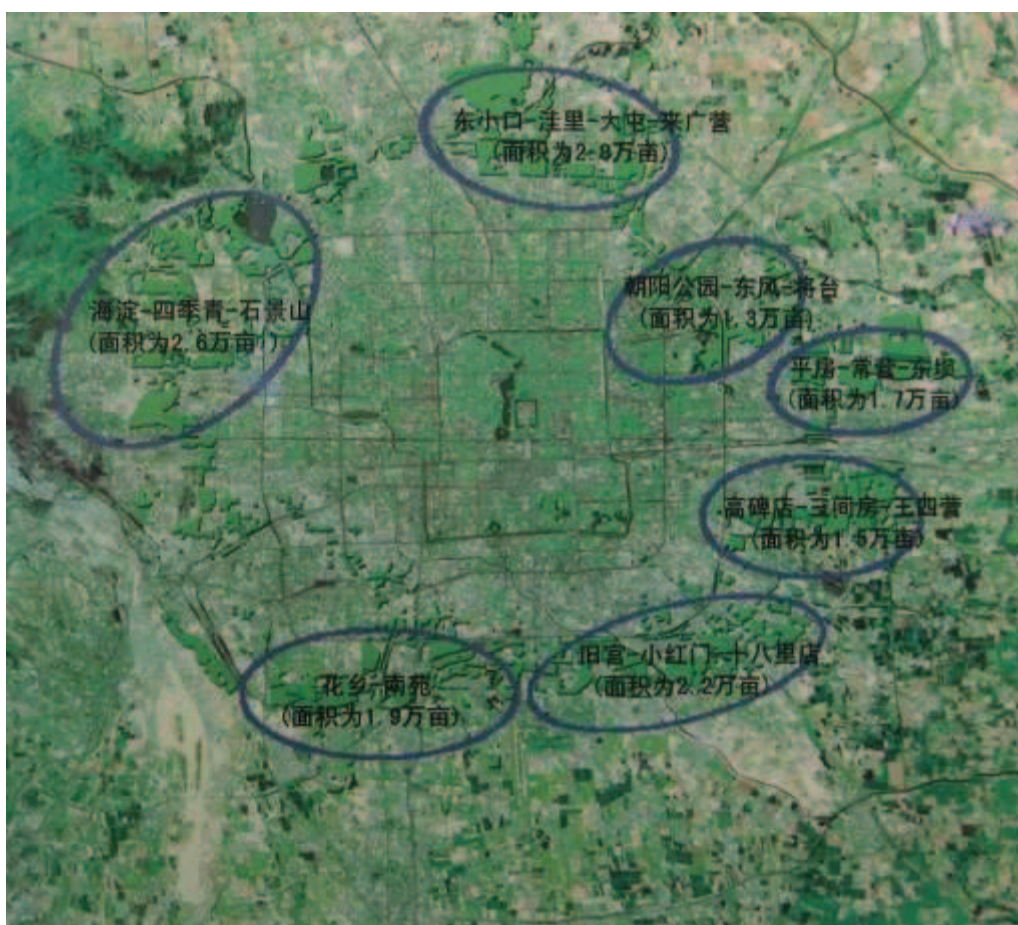 东小口-洼里-大屯-来广营
(面积为2.8万亩)
朝阳公园-东风-将台
(面积为1.3万亩)
海淀-四季青-石景山
(面积为2.6万亩)
平房-常营-东坝
(面积为1.7万亩)
高碑店-三间房-王四营
(面积为1.5万亩)
旧宫-小红门-十八里店
(面积为2.2万亩)
花乡-南苑
(面积为1.9万亩)